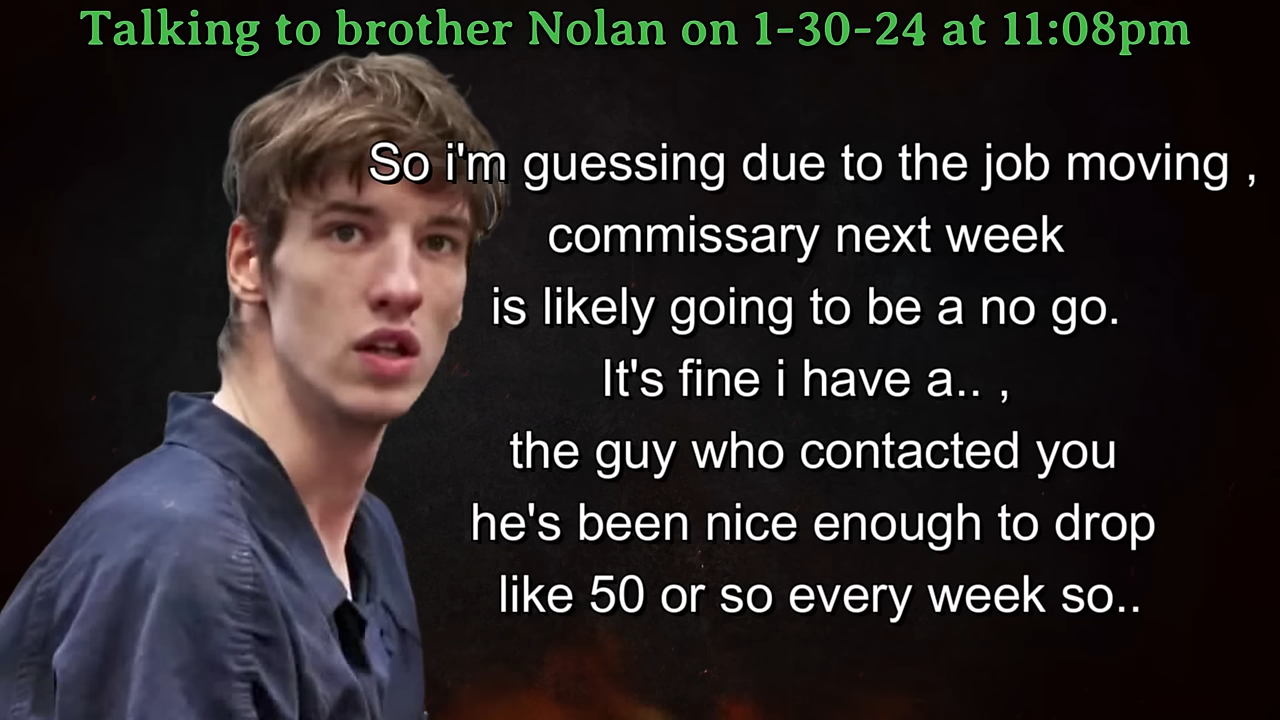 Talking to brother Nolan on 1-30-24 at 11:08pm
So i'm guessing due to the job moving ,
commissary next week
is likely going to be a no go.
It's fine i have a.. ,
the guy who contacted you
he's been nice enough to drop
like 50 or so every week so..